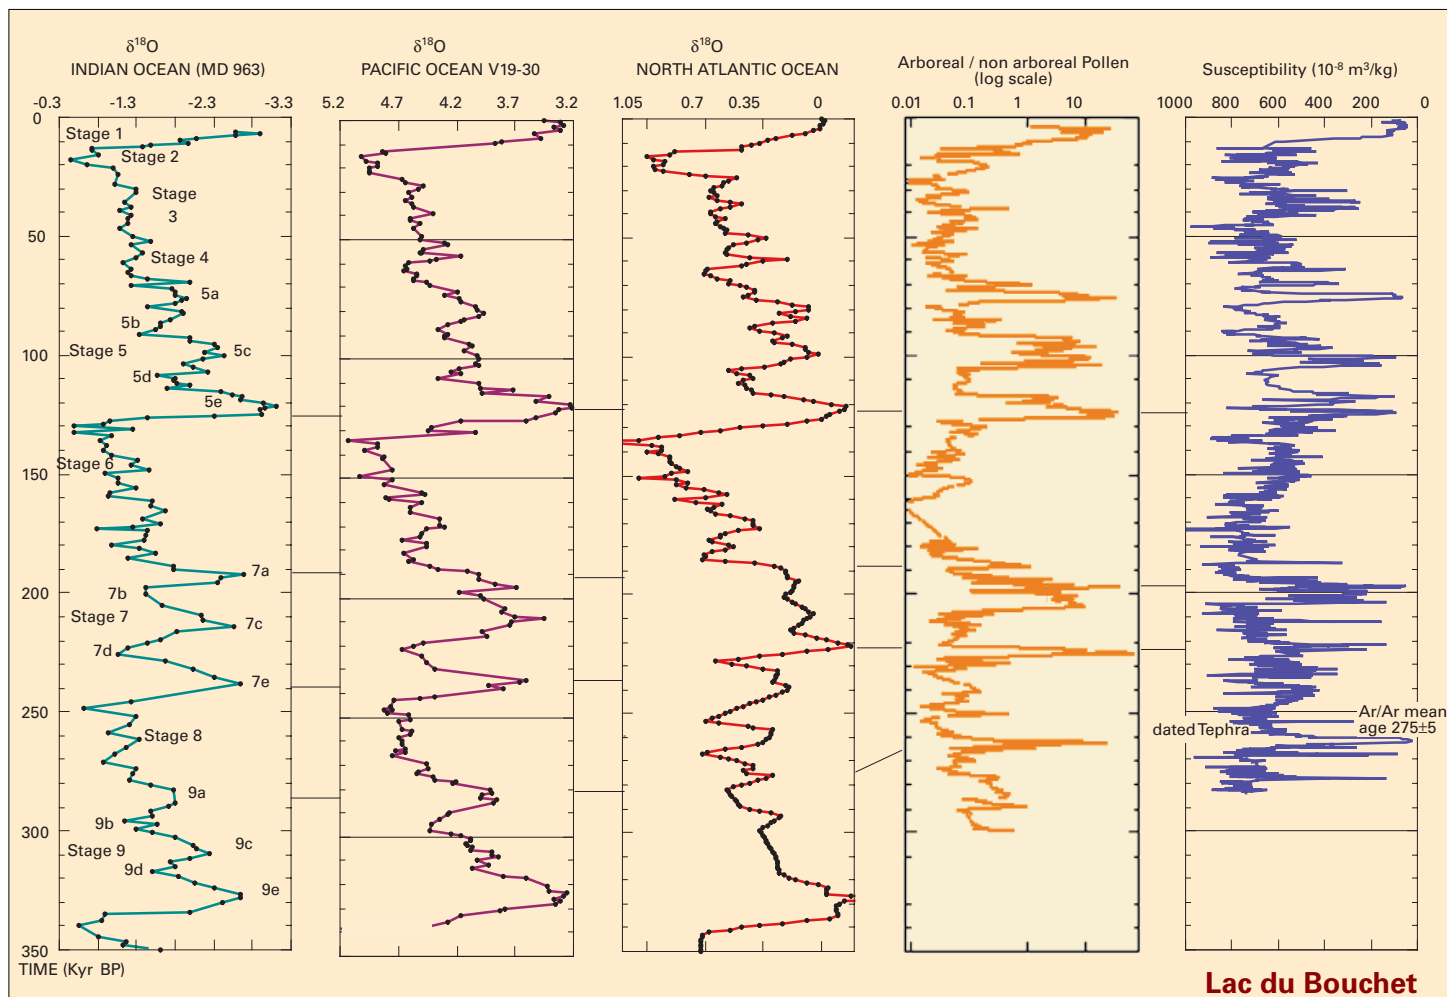 δ18O
INDIAN OCEAN (MD 963)
-0.3 -1.3 -2.3 -3.3
δ18O
PACIFIC OCEAN V19-30
5.2 4.7 4.2 3.7 3.2
δ18O
NORTH ATLANTIC OCEAN
1.05 0.7 0.35 0
Arboreal / non arboreal Pollen
(log scale)
0.01 0.1 1 10
Susceptibility (10-8 m3/kg)
1000 800 600 400 200 0
0
50
100
150
200
250
300
350
TIME (Kyr BP)
Stage 1
Stage 2
Stage
3
Stage 4
5a
5b
Stage 5
5c
5d
5e
Stage 6
7a
7b
Stage 7
7c
7d
7e
Stage 8
9a
9b
Stage 9
9c
9d
9e
dated Tephra
Ar/Ar mean
age 275±5
Lac du Bouchet